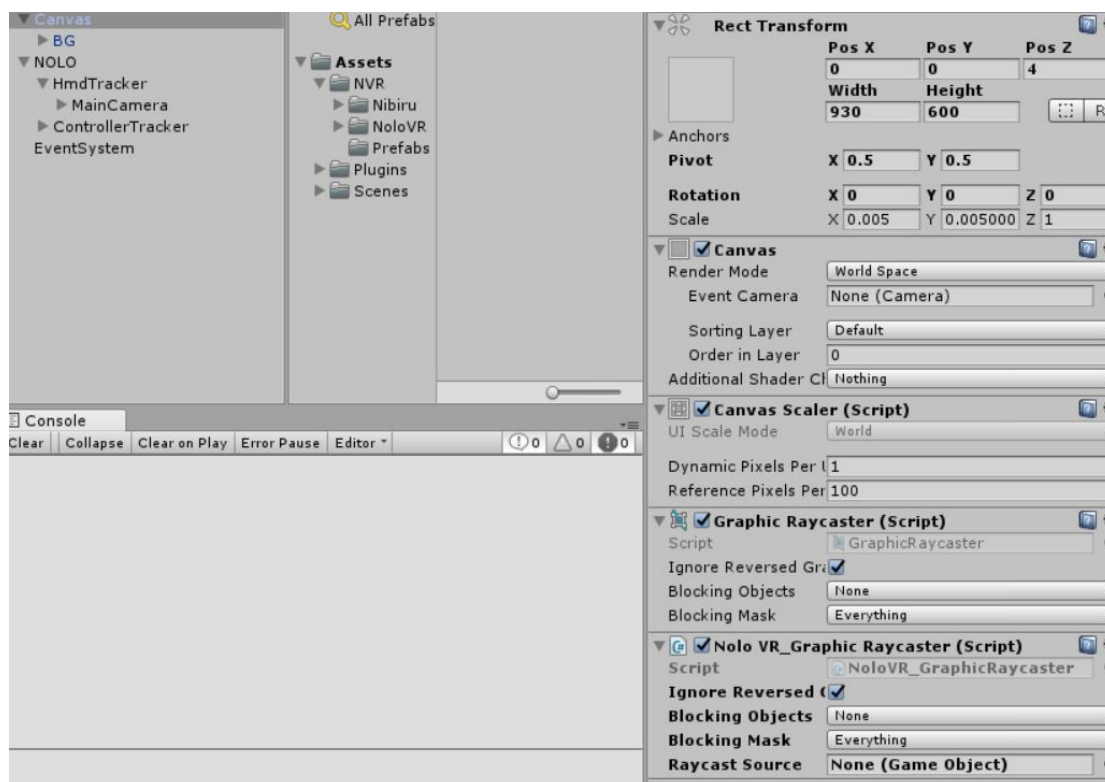 Canvas
BG
NOLO
HmdTracker
MainCamera
ControllerTracker
EventSystem
All Prefabs
Assets
NVR
Nibiru
NoloVR
Prefabs
Plugins
Scenes
Console
Clear Collapse Clear on Play Error Pause Editor 0 0 0
Rect Transform
Pos X Pos Y Pos Z
0 0 4
Width Height
930 600 R
Anchors
Pivot X 0.5 Y 0.5
Rotation X 0 Y 0 Z 0
Scale X 0.005 Y 0.005000 Z 1
Canvas
Render Mode World Space
Event Camera None (Camera)
Sorting Layer Default
Order in Layer 0
Additional Shader Ch Nothing
Canvas Scaler (Script)
UI Scale Mode World
Dynamic Pixels Per U 1
Reference Pixels Per 100
Graphic Raycaster (Script)
Script GraphicRaycaster
Ignore Reversed Gra
Blocking Objects None
Blocking Mask Everything
Nolo VR_Graphic Raycaster (Script)
Script NoloVR_GraphicRaycaster
Ignore Reversed G
Blocking Objects None
Blocking Mask Everything
Raycast Source None (Game Object)